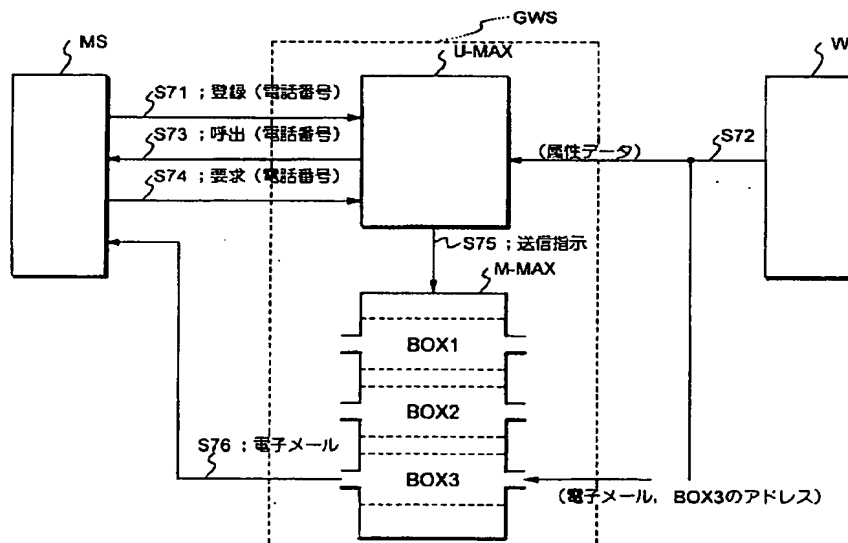 GWS
MS
U-MAX
W
S71 ; 登録 (電話番号)
S73 ; 呼出 (電話番号)
S72
(属性データ)
S74 ; 要求 (電話番号)
S75 ; 送信指示
M-MAX
BOX1
BOX2
S76 ; 電子メール
BOX3
(電子メール, BOX3のアドレス)